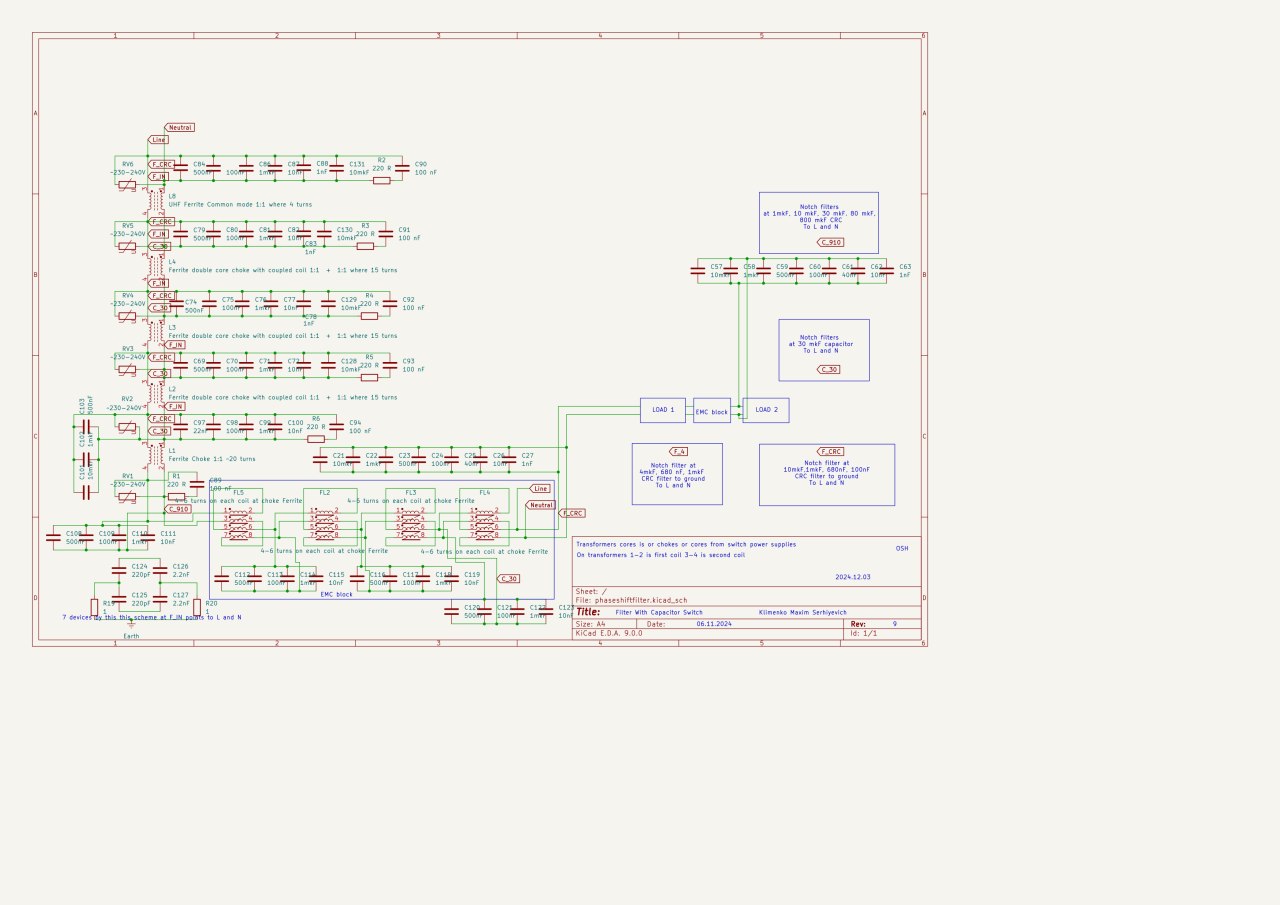 1 2 3 4 5 6
A
A
Neutral
Line
RV6
~230-240V
F_CRC
F_IN
C84
500nF
C86
100nF
C87
1mkF
C88
1nF
C131
10mkF
R2
220 R
C90
100 nF
L8
UHF Ferrite Common mode 1:1 where 4 turns
RV5
~230-240V
F_CRC
F_IN
C_30
C79
500nF
C80
100nF
C81
1mkF
C82
10nF
C83
1nF
C130
10mkF
R3
220 R
C91
100 nF
L4
Ferrite double core choke with coupled coil 1:1 + 1:1 where 15 turns
F_IN
RV4
~230-240V
F_CRC
C_30
C74
500nF
C75
100nF
C76
1mkF
C77
10nF
C78
1nF
C129
10mkF
R4
220 R
C92
100 nF
L3
Ferrite double core choke with coupled coil 1:1 + 1:1 where 15 turns
F_IN
RV3
~230-240V
F_CRC
C_30
C69
500nF
C70
100nF
C71
1mkF
C72
10nF
C128
10mkF
R5
220 R
C93
100 nF
L2
Ferrite double core choke with coupled coil 1:1 + 1:1 where 15 turns
F_IN
RV2
~230-240V
F_CRC
C_30
C97
22nF
C98
100nF
C99
1mkF
C100
10nF
R6
220 R
C94
100 nF
C103
500nF
C102
1mkF
C101
10mkF
L1
Ferrite Choke 1:1 ~20 turns
RV1
~230-240V
R1
220 R
C89
100 nF
C_910
C21
10mkF
C22
1mkF
C23
500nF
C24
100nF
C25
40nF
C26
10nF
C27
1nF
B
B
Notch filters
at 1mkF, 10 mkF, 30 mkF, 80 mkF,
800 mkF CRC
To L and N
C_910
C57
10mkF
C58
1mkF
C59
500nF
C60
100nF
C61
40nF
C62
10nF
C63
1nF
Notch filters
at 30 mkF capacitor
To L and N
C_30
C
C
LOAD 1
EMC block
LOAD 2
F_4
Notch filter at
4mkF, 680 nF, 1mkF
CRC filter to ground
To L and N
F_CRC
Notch filter at
10mkF,1mkF, 680nF, 100nF
CRC filter to ground
To L and N
FL5
FL2
FL3
FL4
4-6 turns on each coil at choke Ferrite
4-6 turns on each coil at choke Ferrite
4-6 turns on each coil at choke Ferrite
4-6 turns on each coil at choke Ferrite
Line
Neutral
F_CRC
C108
500nF
C109
100nF
C110
1mkF
C111
10nF
C112
500nF
C113
100nF
C114
1mkF
C115
10nF
C116
500nF
C117
100nF
C118
1mkF
C119
10nF
C_30
EMC block
C120
500nF
C121
100nF
C122
1mkF
C123
10nF
C124
220pF
C126
2.2nF
C125
220pF
C127
2.2nF
R19
1
R20
1
7 devices by this this scheme at F_IN points to L and N
Earth
D
D
Transformers cores is or chokes or cores from switch power supplies
On transformers 1-2 is first coil 3-4 is second coil
OSH
2024.12.03
Sheet: /
File: phaseshiftfilter.kicad_sch
Title: Filter With Capacitor Switch Klimenko Maxim Serhiyevich
Size: A4 Date: 06.11.2024 Rev: 9
KiCad E.D.A. 9.0.0 Id: 1/1
1 2 3 4 5 6